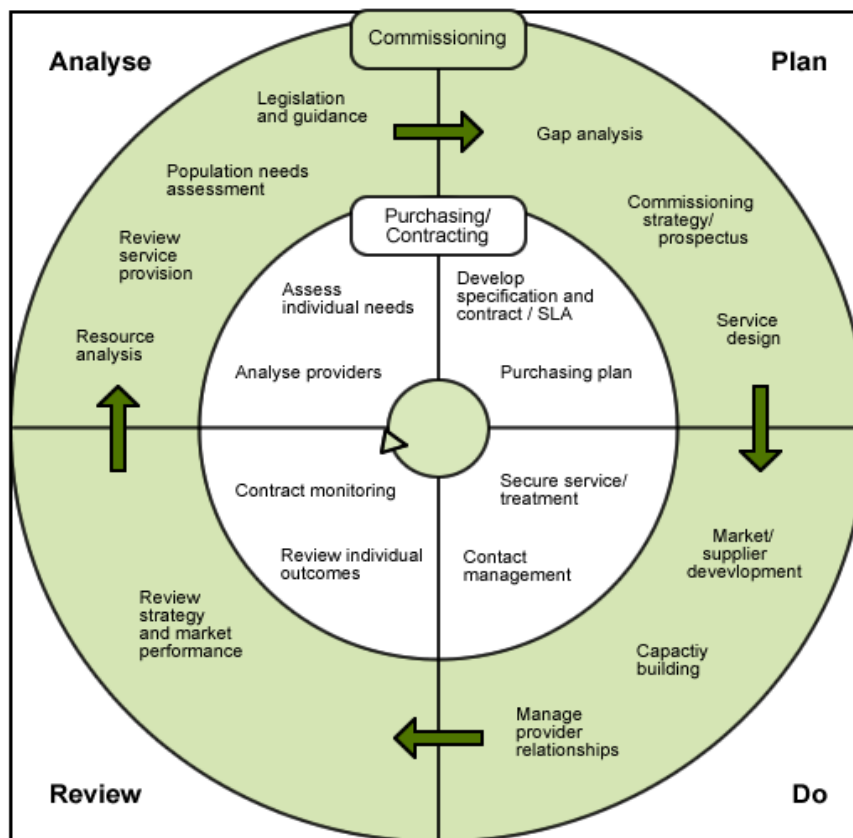 Analyse
Commissioning
Plan
Legislation
and guidance
Gap analysis
Population needs
assessment
Commissioning
strategy/
prospectus
Purchasing/
Contracting
Review
service
provision
Assess
individual needs
Develop
specification and
contract / SLA
Resource
analysis
Service
design
Analyse providers
Purchasing plan
Contract monitoring
Secure service/
treatment
Review individual
outcomes
Contact
management
Market/
supplier
devevlopment
Review
strategy
and market
performance
Capactiy
building
Manage
provider
relationships
Review
Do